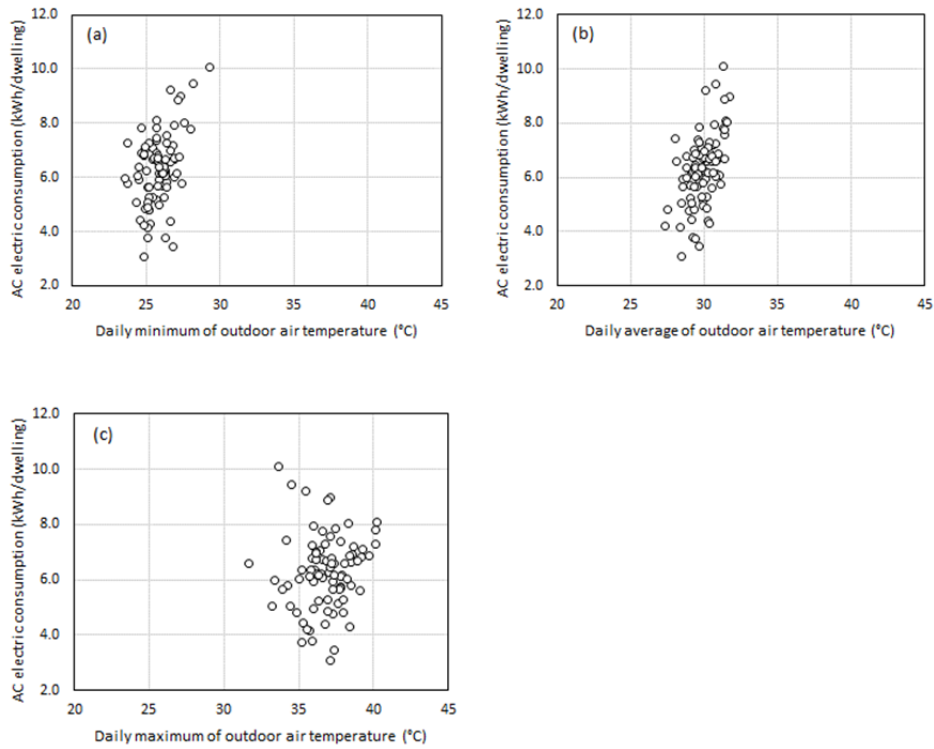 12.0
10.0
8.0
6.0
4.0
2.0
AC electric consumption (kWh/dwelling)
(a)
20 25 30 35 40 45
Daily minimum of outdoor air temperature (°C)
12.0
10.0
8.0
6.0
4.0
2.0
AC electric consumption (kWh/dwelling)
(b)
20 25 30 35 40 45
Daily average of outdoor air temperature (°C)
12.0
10.0
8.0
6.0
4.0
2.0
AC electric consumption (kWh/dwelling)
(c)
20 25 30 35 40 45
Daily maximum of outdoor air temperature (°C)